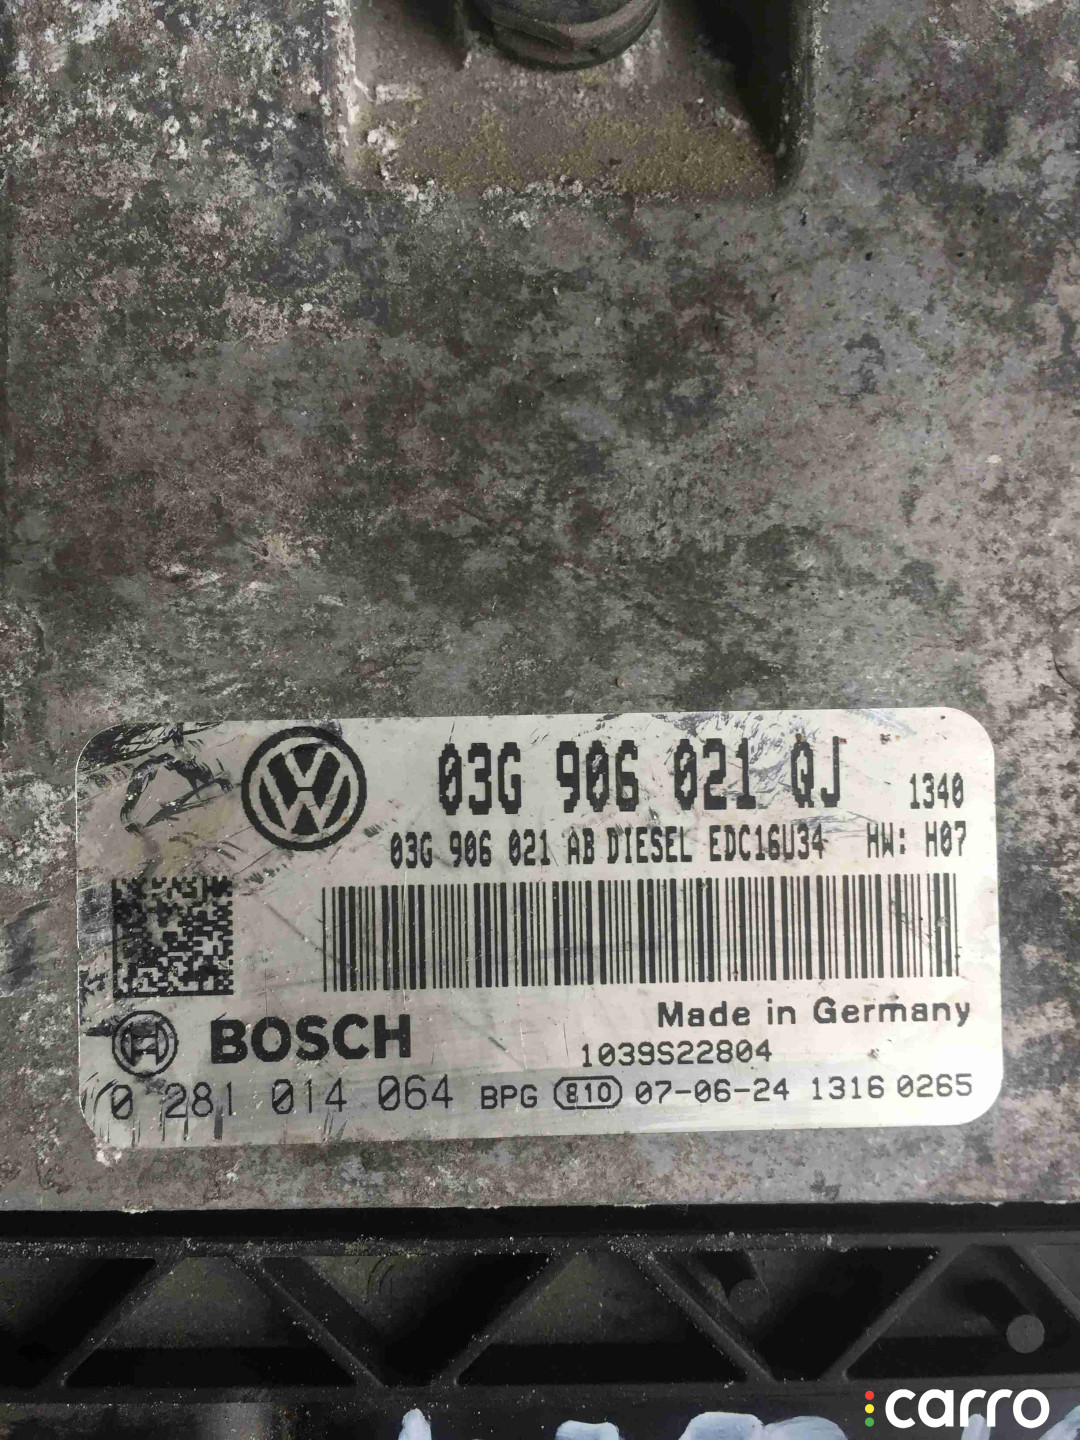 03G 906 021 QJ 1340
03G 906 021 AB DIESEL EDC16U34 HW: H07
BOSCH
Made in Germany
1039S22804
0 281 014 064 BPG 810 07-06-24 1316 0265
carro